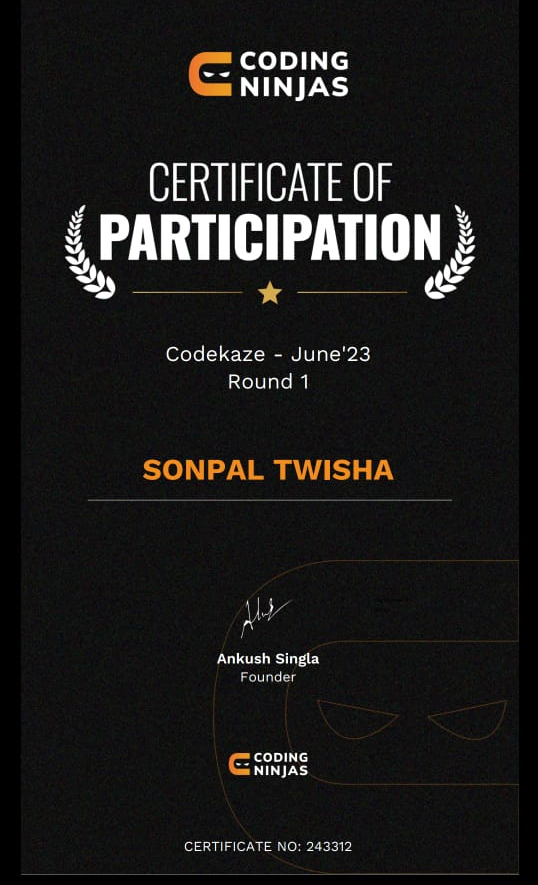 CODING
NINJAS
CERTIFICATE OF
PARTICIPATION
Codekaze - June'23
Round 1
SONPAL TWISHA
Ankush Singla
Founder
CODING
NINJAS
CERTIFICATE NO: 243312